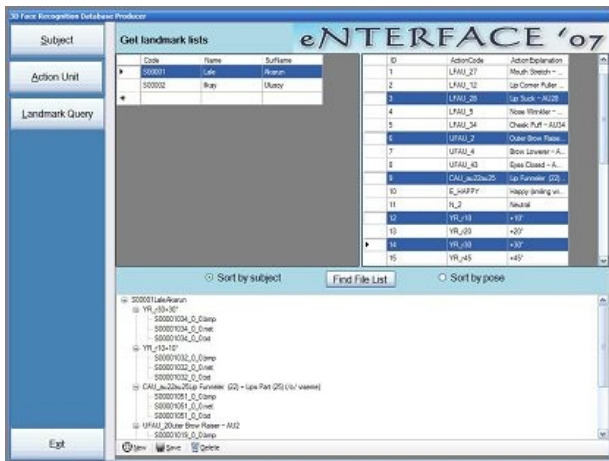 3D Face Recognition Database Producer
Subject
Action Unit
Landmark Query
Exit
Get landmark lists
eNTERFACE '07
Code Name SurName
S00001 Lale Akarun
S00002 Ilkay Ulusoy
ID ActionCode ActionExplanation
1 LFAU_27 Mouth Stretch - ...
2 LFAU_12 Lip Corner Puller ...
3 LFAU_28 Lip Suck - AU28
4 LFAU_9 Nose Wrinkler - ...
5 LFAU_34 Cheek Puff - AU34
6 UFAU_2 Outer Brow Raise...
7 UFAU_4 Brow Lowerer - A...
8 UFAU_43 Eyes Closed - A...
9 CAU_au22au25 Lip Funneler (22)...
10 E_HAPPY Happy (smiling wi...
11 N_2 Neutral
12 YR_r10 +10°
13 YR_r20 +20°
14 YR_r30 +30°
15 YR_r45 +45°
Sort by subject
Find File List
Sort by pose
S00001LaleAkarun
YR_r30+30°
S00001034_0_0.bmp
S00001034_0_0.net
S00001034_0_0.txt
YR_r10+10°
S00001032_0_0.bmp
S00001032_0_0.net
S00001032_0_0.txt
CAU_au22au25Lip Funneler (22) + Lips Part (25)
S00001051_0_0.bmp
S00001051_0_0.net
S00001051_0_0.txt
UFAU_2Outer Brow Raiser - AU2
S00001019_0_0.bmp
New Save Delete